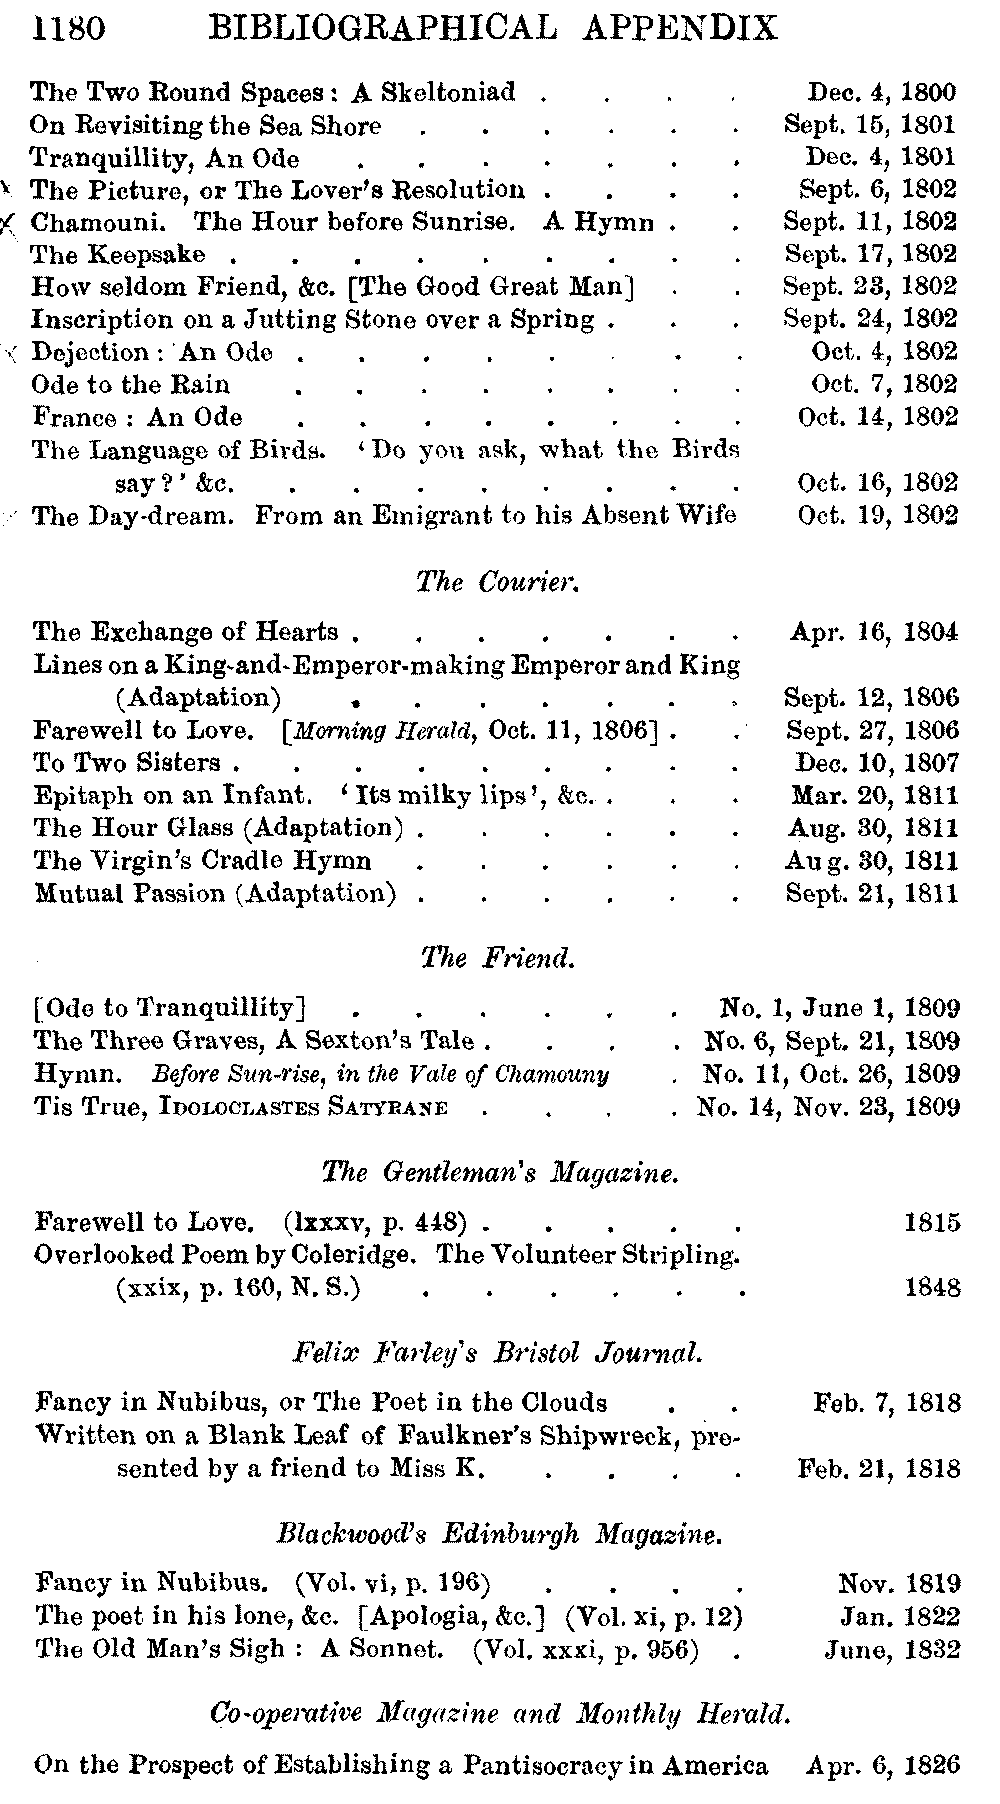 1180 BIBLIOGRAPHICAL APPENDIX
The Two Round Spaces: A Skeltoniad . . . . Dec. 4, 1800
On Revisiting the Sea Shore . . . . . . Sept. 15, 1801
Tranquillity, An Ode . . . . . . . Dec. 4, 1801
The Picture, or The Lover's Resolution . . . . Sept. 6, 1802
Chamouni. The Hour before Sunrise. A Hymn . . Sept. 11, 1802
The Keepsake . . . . . . . . . Sept. 17, 1802
How seldom Friend, &c. [The Good Great Man] . . Sept. 23, 1802
Inscription on a Jutting Stone over a Spring . . . Sept. 24, 1802
Dejection: An Ode . . . . . . . . Oct. 4, 1802
Ode to the Rain . . . . . . . . Oct. 7, 1802
France: An Ode . . . . . . . . Oct. 14, 1802
The Language of Birds. 'Do you ask, what the Birds
say?' &c. . . . . . . . . Oct. 16, 1802
The Day-dream. From an Emigrant to his Absent Wife Oct. 19, 1802
The Courier.
The Exchange of Hearts . . . . . . . Apr. 16, 1804
Lines on a King-and-Emperor-making Emperor and King
(Adaptation) . . . . . . . Sept. 12, 1806
Farewell to Love. [Morning Herald, Oct. 11, 1806] . . Sept. 27, 1806
To Two Sisters . . . . . . . . . Dec. 10, 1807
Epitaph on an Infant. 'Its milky lips', &c. . . . Mar. 20, 1811
The Hour Glass (Adaptation) . . . . . . Aug. 30, 1811
The Virgin's Cradle Hymn . . . . . . Aug. 30, 1811
Mutual Passion (Adaptation) . . . . . . Sept. 21, 1811
The Friend.
[Ode to Tranquillity] . . . . . . No. 1, June 1, 1809
The Three Graves, A Sexton's Tale . . . . No. 6, Sept. 21, 1809
Hymn. Before Sun-rise, in the Vale of Chamouny . No. 11, Oct. 26, 1809
Tis True, IDOLOCLASTES SATYRANE . . . . No. 14, Nov. 23, 1809
The Gentleman's Magazine.
Farewell to Love. (lxxxv, p. 448) . . . . . 1815
Overlooked Poem by Coleridge. The Volunteer Stripling.
(xxix, p. 160, N. S.) . . . . . . 1848
Felix Farley's Bristol Journal.
Fancy in Nubibus, or The Poet in the Clouds . . Feb. 7, 1818
Written on a Blank Leaf of Faulkner's Shipwreck, pre-
sented by a friend to Miss K. . . . . Feb. 21, 1818
Blackwood's Edinburgh Magazine.
Fancy in Nubibus. (Vol. vi, p. 196) . . . . Nov. 1819
The poet in his lone, &c. [Apologia, &c.] (Vol. xi, p. 12) Jan. 1822
The Old Man's Sigh: A Sonnet. (Vol. xxxi, p. 956) . June, 1832
Co-operative Magazine and Monthly Herald.
On the Prospect of Establishing a Pantisocracy in America Apr. 6, 1826